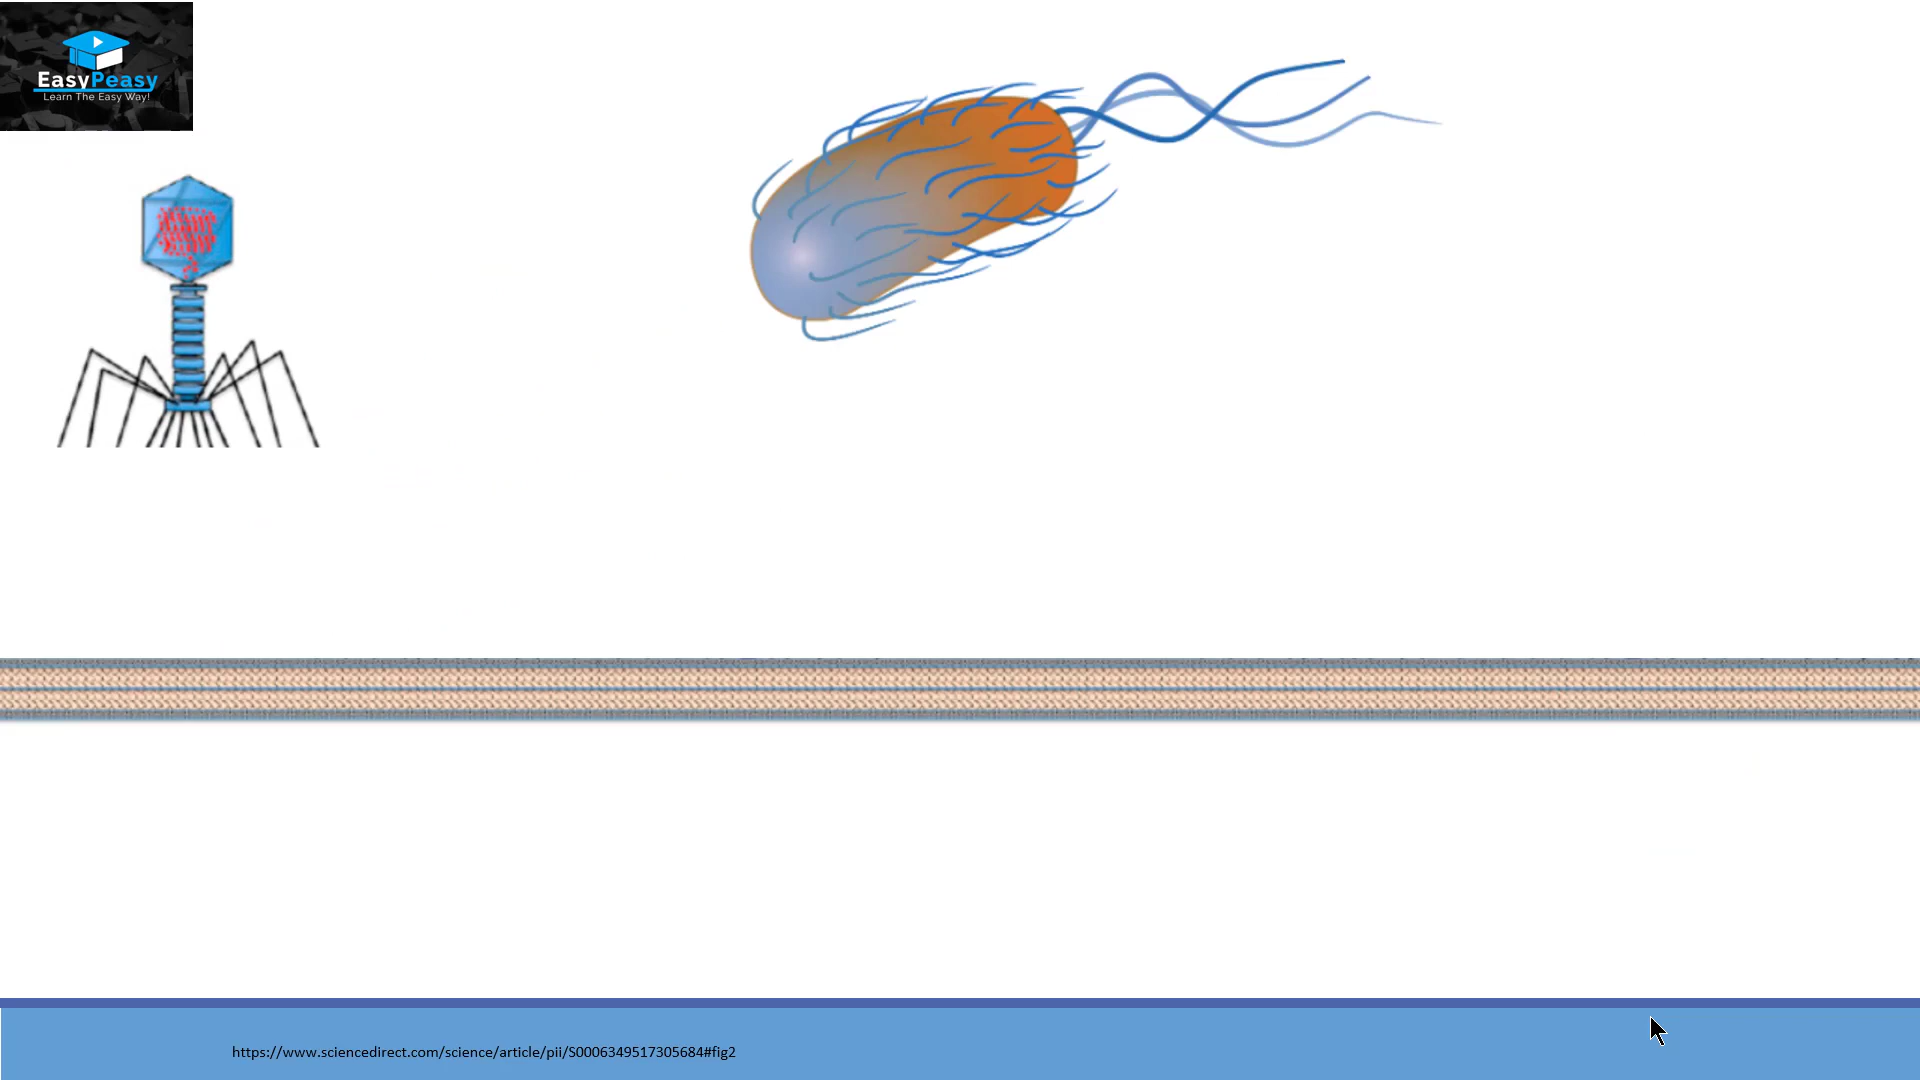 EasyPeasy
Learn The Easy Way!
https://www.sciencedirect.com/science/article/pii/S0006349517305684#fig2